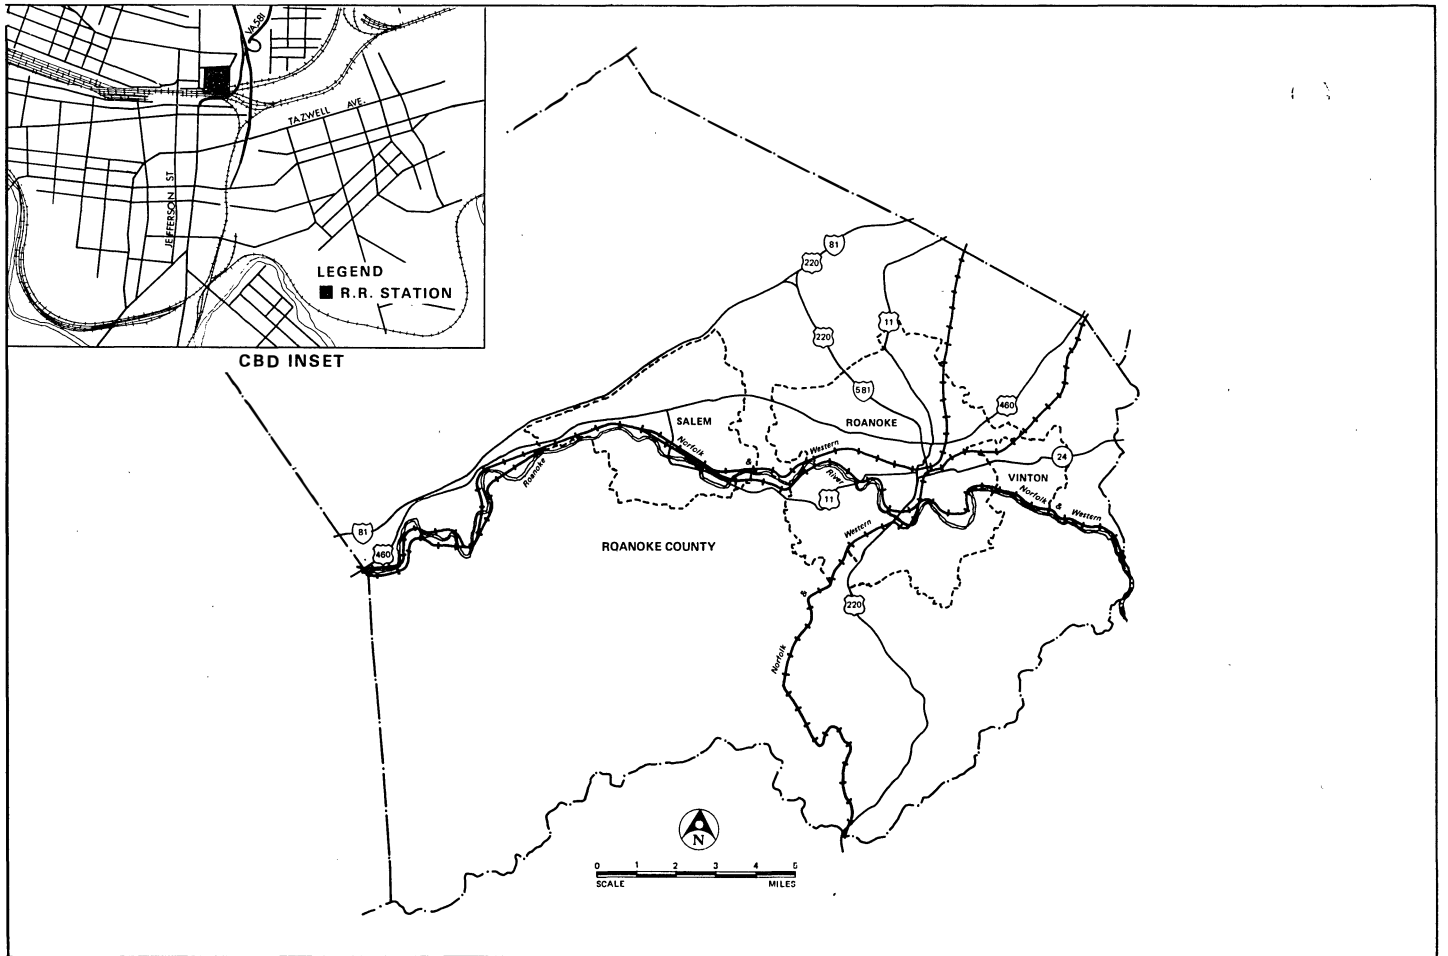 VA 581
TAZWELL AVE.
JEFFERSON ST
LEGEND
R.R. STATION
CBD INSET
81
220
11
220
581
460
SALEM
ROANOKE
Norfolk & Western
24
VINTON
Roanoke River
11
Norfolk & Western
81
460
ROANOKE COUNTY
Norfolk & Western
220
N
0 1 2 3 4 5
SCALE MILES